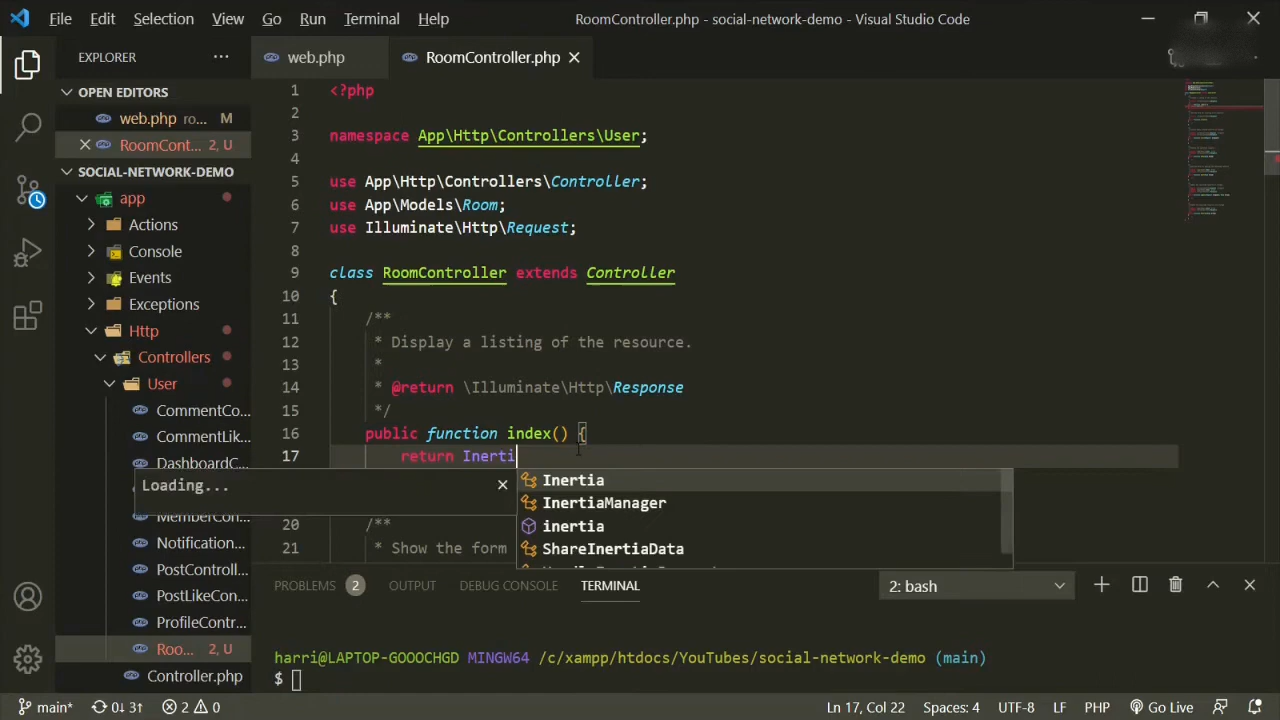 File Edit Selection View Go Run Terminal Help
RoomController.php - social-network-demo - Visual Studio Code
EXPLORER
web.php
RoomController.php
OPEN EDITORS
web.php ro... M
RoomCont... 2, U
SOCIAL-NETWORK-DEMO
app
Actions
Console
Events
Exceptions
Http
Controllers
User
CommentCo...
CommentLik...
DashboardC...
MemberCon...
Notification...
PostControll...
PostLikeCon...
ProfileContr...
Roo... 2, U
Controller.php
1 <?php
2
3 namespace App\Http\Controllers\User;
4
5 use App\Http\Controllers\Controller;
6 use App\Models\Room;
7 use Illuminate\Http\Request;
8
9 class RoomController extends Controller
10 {
11 /**
12 * Display a listing of the resource.
13 *
14 * @return \Illuminate\Http\Response
15 */
16 public function index() {
17 return Inerti
Loading...
Inertia
InertiaManager
inertia
ShareInertiaData
20 /**
21 * Show the form
PROBLEMS 2 OUTPUT DEBUG CONSOLE TERMINAL
2: bash
harri@LAPTOP-GOOOCHGD MINGW64 /c/xampp/htdocs/YouTubes/social-network-demo (main)
$
main* 0↓ 3↑ 2 0
Ln 17, Col 22 Spaces: 4 UTF-8 LF PHP Go Live